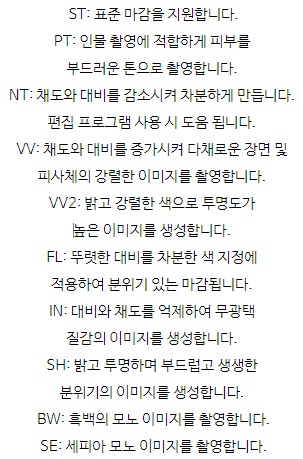 ST: 표준 마감을 지원합니다.
PT: 인물 촬영에 적합하게 피부를
부드러운 톤으로 촬영합니다.
NT: 채도와 대비를 감소시켜 차분하게 만듭니다.
편집 프로그램 사용 시 도움 됩니다.
VV: 채도와 대비를 증가시켜 다채로운 장면 및
피사체의 강렬한 이미지를 촬영합니다.
VV2: 밝고 강렬한 색으로 투명도가
높은 이미지를 생성합니다.
FL: 뚜렷한 대비를 차분한 색 지정에
적용하여 분위기 있는 마감됩니다.
IN: 대비와 채도를 억제하여 무광택
질감의 이미지를 생성합니다.
SH: 밝고 투명하며 부드럽고 생생한
분위기의 이미지를 생성합니다.
BW: 흑백의 모노 이미지를 촬영합니다.
SE: 세피아 모노 이미지를 촬영합니다.